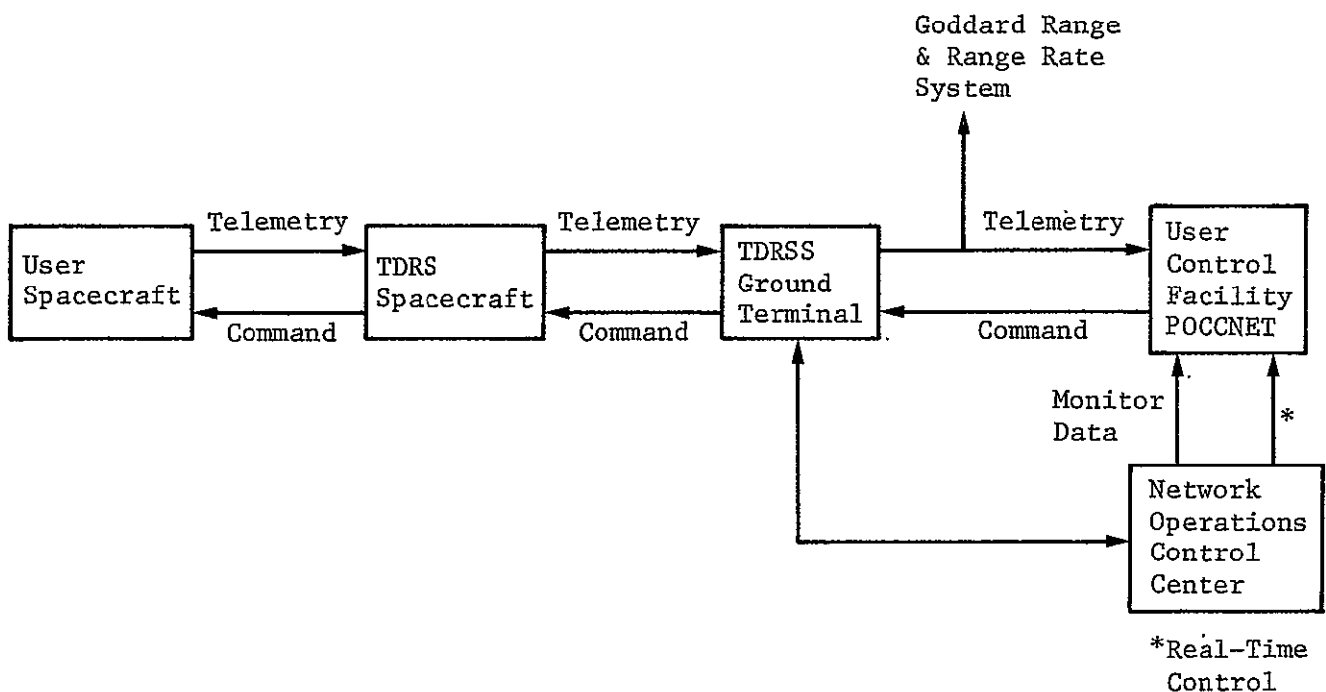 Goddard Range
& Range Rate
System
Telemetry
Telemetry
Telemetry
User
Spacecraft
TDRS
Spacecraft
TDRSS
Ground
Terminal
User
Control
Facility
POCCNET
Command
Command
Command
Monitor
Data
*
Network
Operations
Control
Center
*Real-Time
Control